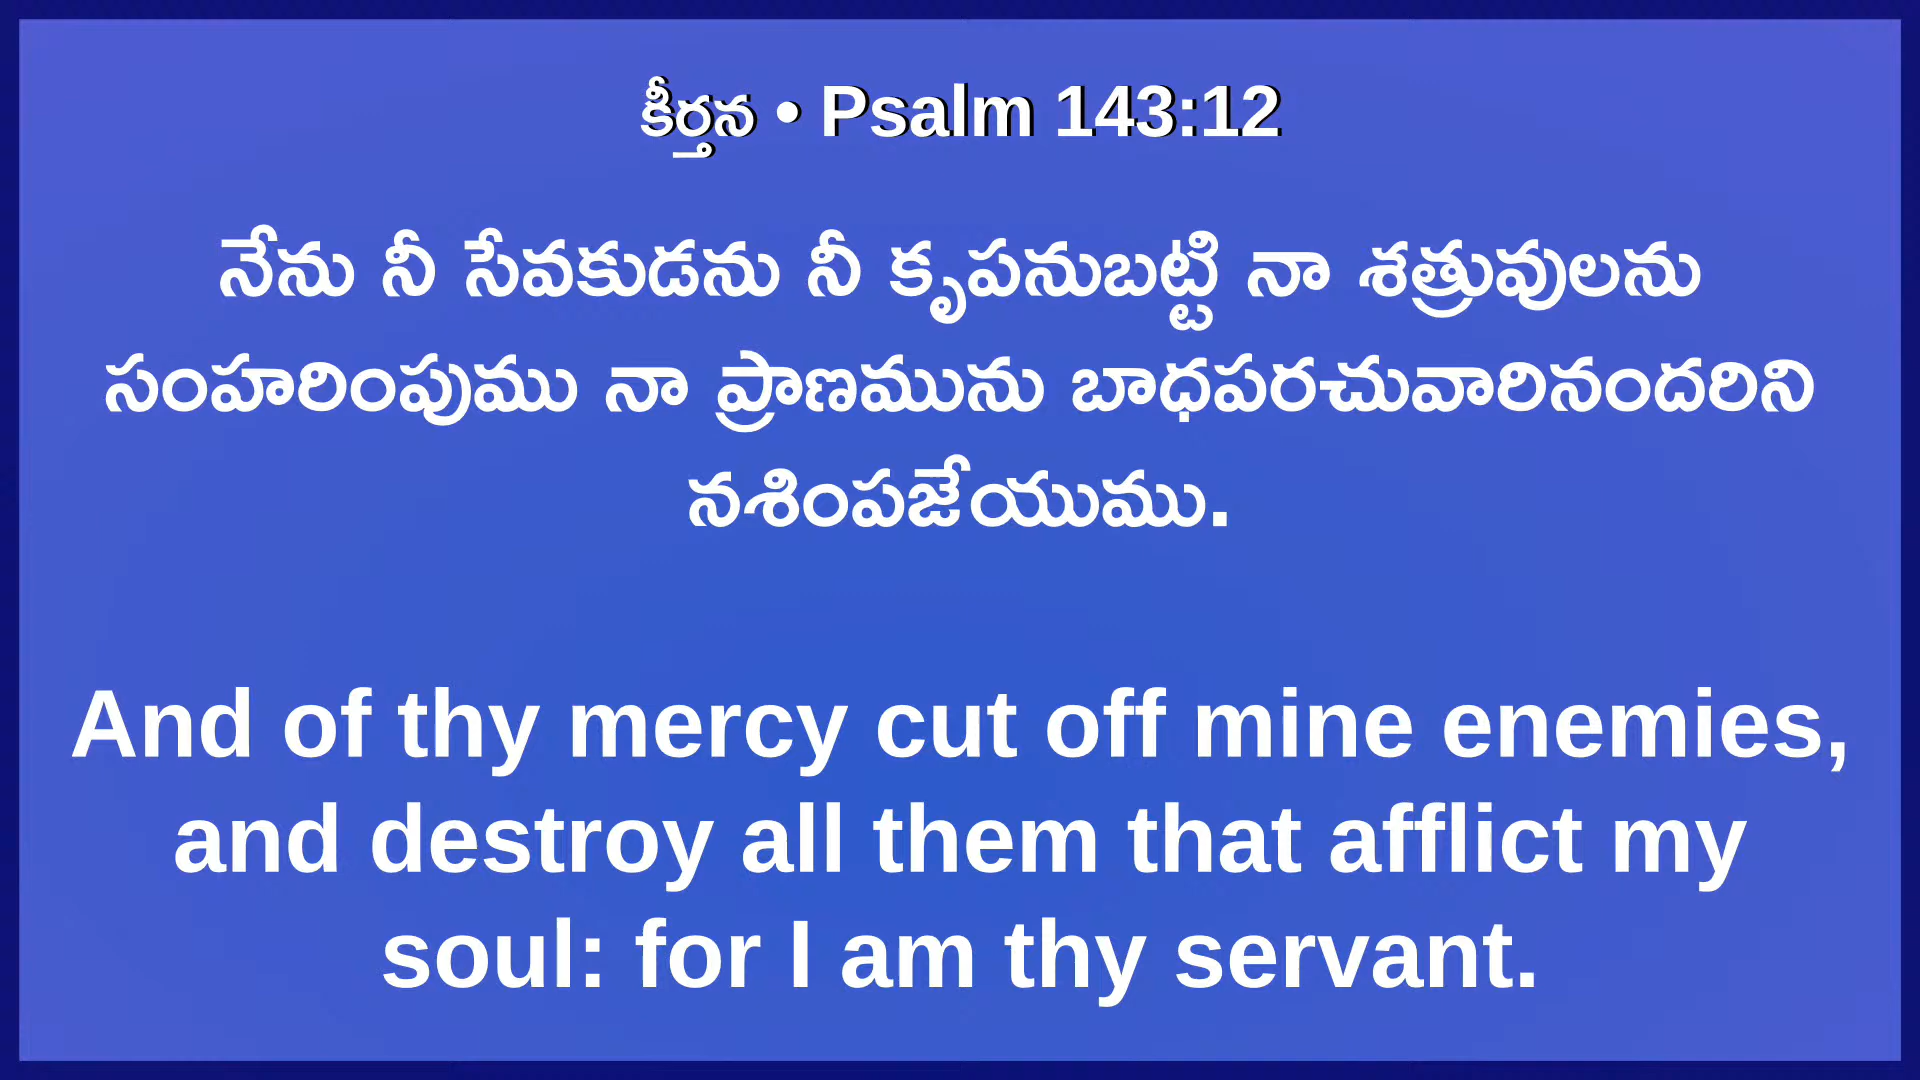 కీర్తన • Psalm 143:12
నేను నీ సేవకుడను నీ కృపనుబట్టి నా శత్రువులను
సంహరింపుము నా ప్రాణమును బాధపరచువారినందరిని
నశింపజేయుము.
And of thy mercy cut off mine enemies,
and destroy all them that afflict my
soul: for I am thy servant.